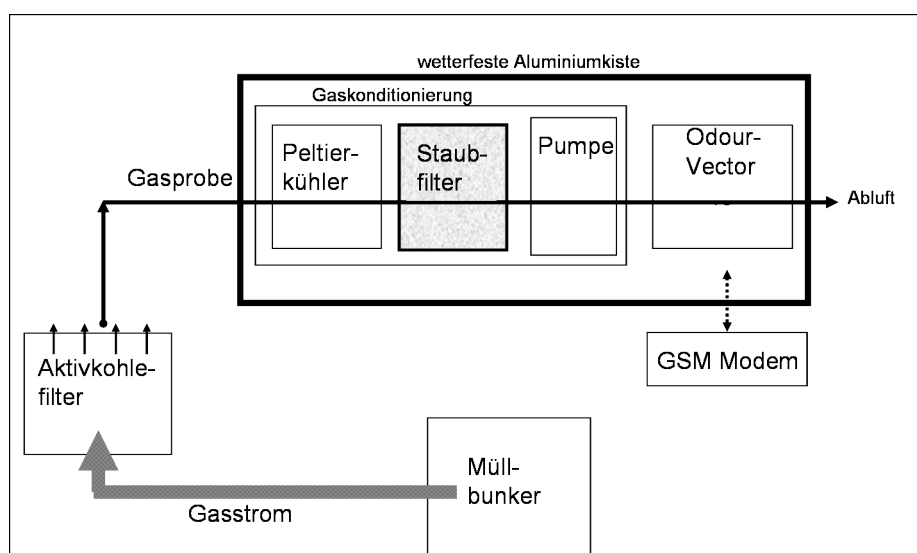 wetterfeste Aluminiumkiste
Gaskonditionierung
Peltier-
kühler
Staub-
filter
Pumpe
Odour-
Vector
Gasprobe
Abluft
Aktivkohle-
filter
GSM Modem
Müll-
bunker
Gasstrom